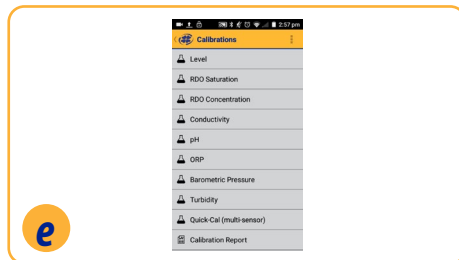 2:57 pm
Calibrations
Level
RDO Saturation
RDO Concentration
Conductivity
pH
ORP
Barometric Pressure
Turbidity
Quick-Cal (multi-sensor)
Calibration Report
e